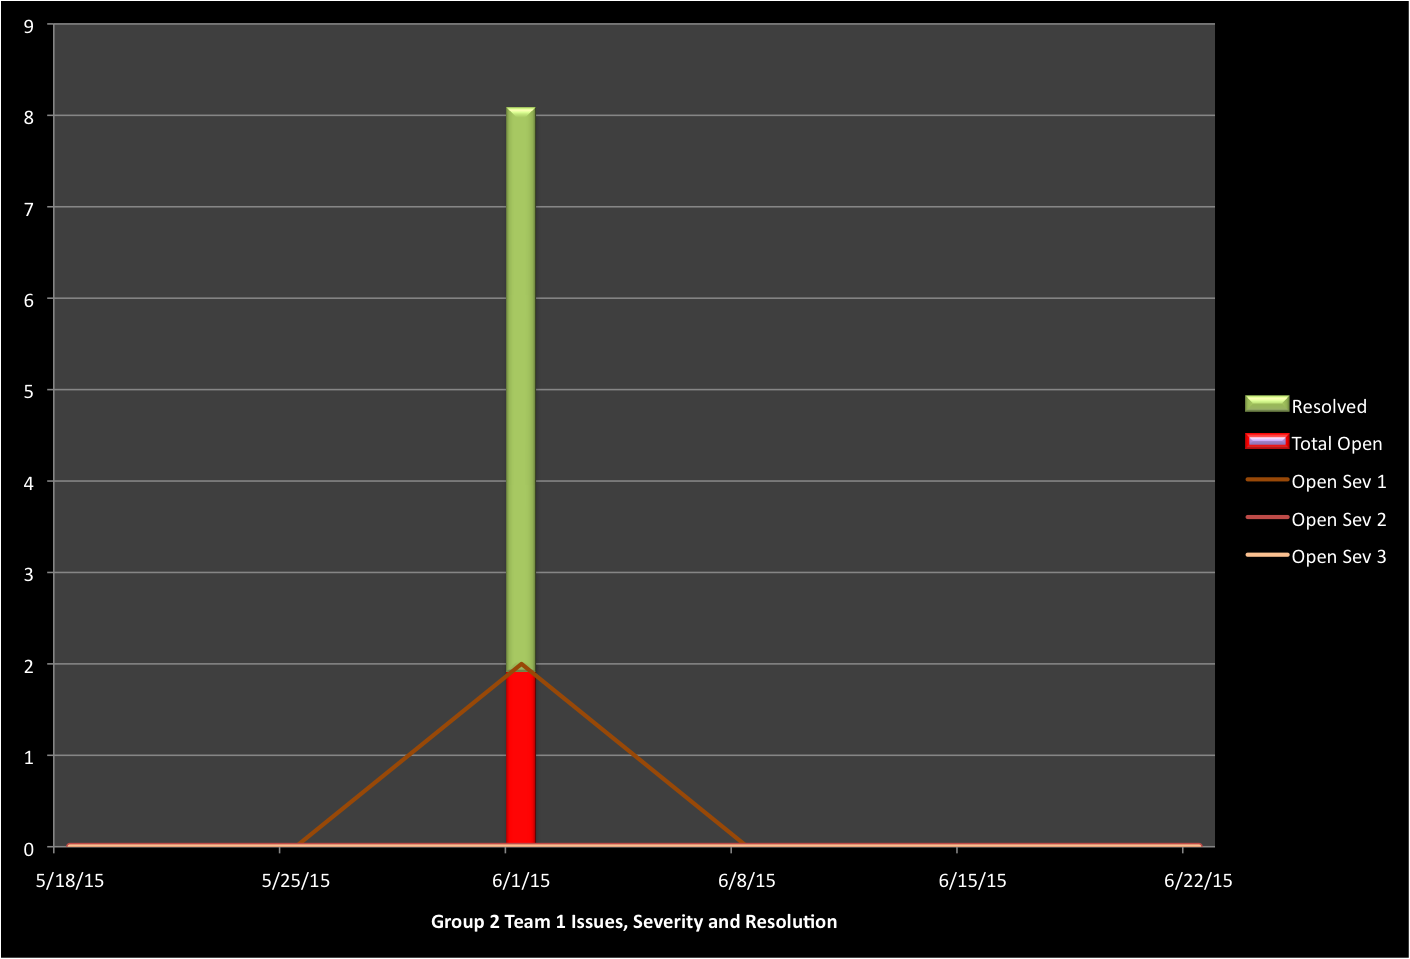 9
8
7
6
5
4
3
2
1
0
5/18/15 5/25/15 6/1/15 6/8/15 6/15/15 6/22/15
Group 2 Team 1 Issues, Severity and Resolution
Resolved
Total Open
Open Sev 1
Open Sev 2
Open Sev 3